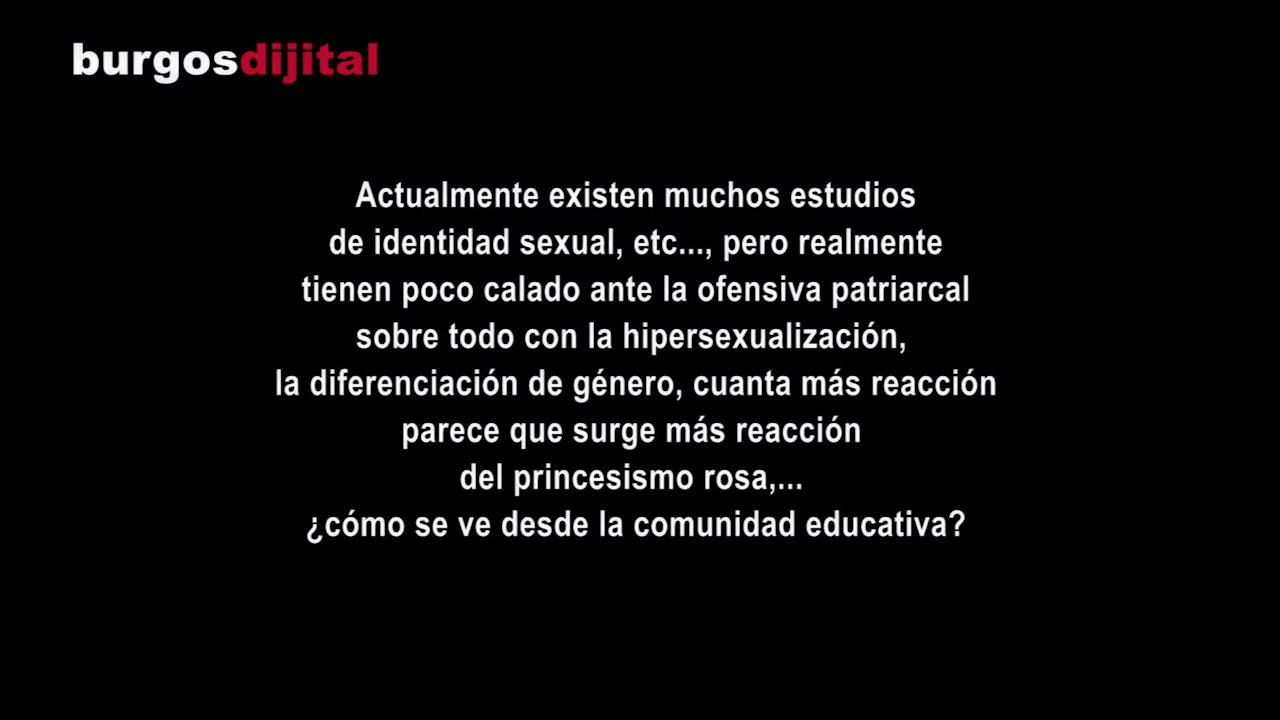 burgosdijital
Actualmente existen muchos estudios
de identidad sexual, etc..., pero realmente
tienen poco calado ante la ofensiva patriarcal
sobre todo con la hipersexualización,
la diferenciación de género, cuanta más reacción
parece que surge más reacción
del princesismo rosa,...
¿cómo se ve desde la comunidad educativa?